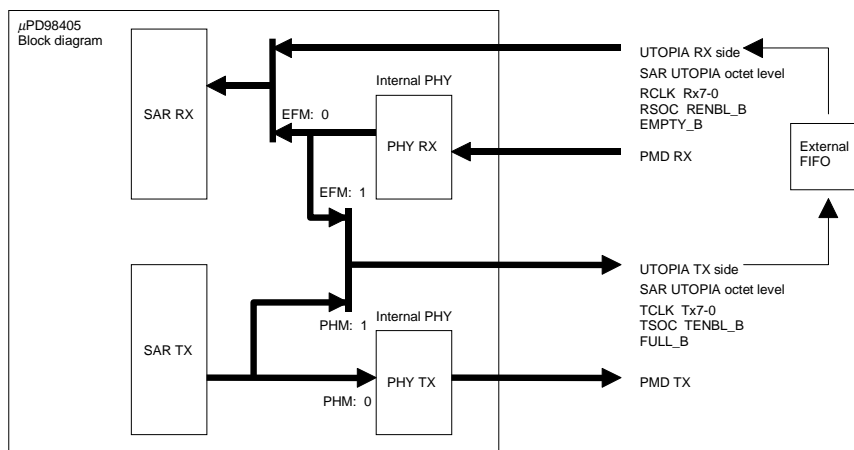 µPD98405
Block diagram
SAR RX
EFM: 0
Internal PHY
PHY RX
UTOPIA RX side
SAR UTOPIA octet level
RCLK Rx7-0
RSOC RENBL_B
EMPTY_B
PMD RX
External
FIFO
EFM: 1
SAR TX
PHM: 1
Internal PHY
PHY TX
PHM: 0
UTOPIA TX side
SAR UTOPIA octet level
TCLK Tx7-0
TSOC TENBL_B
FULL_B
PMD TX